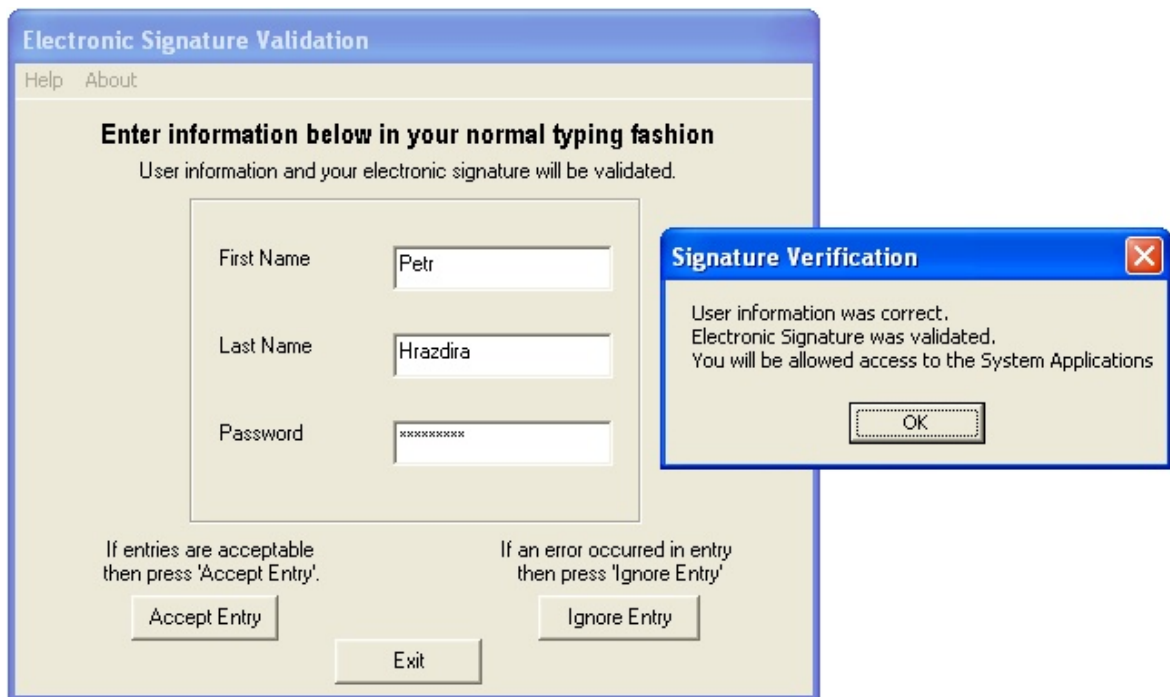 Electronic Signature Validation
Help About
Enter information below in your normal typing fashion
User information and your electronic signature will be validated.
First Name Petr
Last Name Hrazdira
Password *********
If entries are acceptable
then press 'Accept Entry'.
Accept Entry
If an error occurred in entry
then press 'Ignore Entry'
Ignore Entry
Exit
Signature Verification
User information was correct.
Electronic Signature was validated.
You will be allowed access to the System Applications
OK